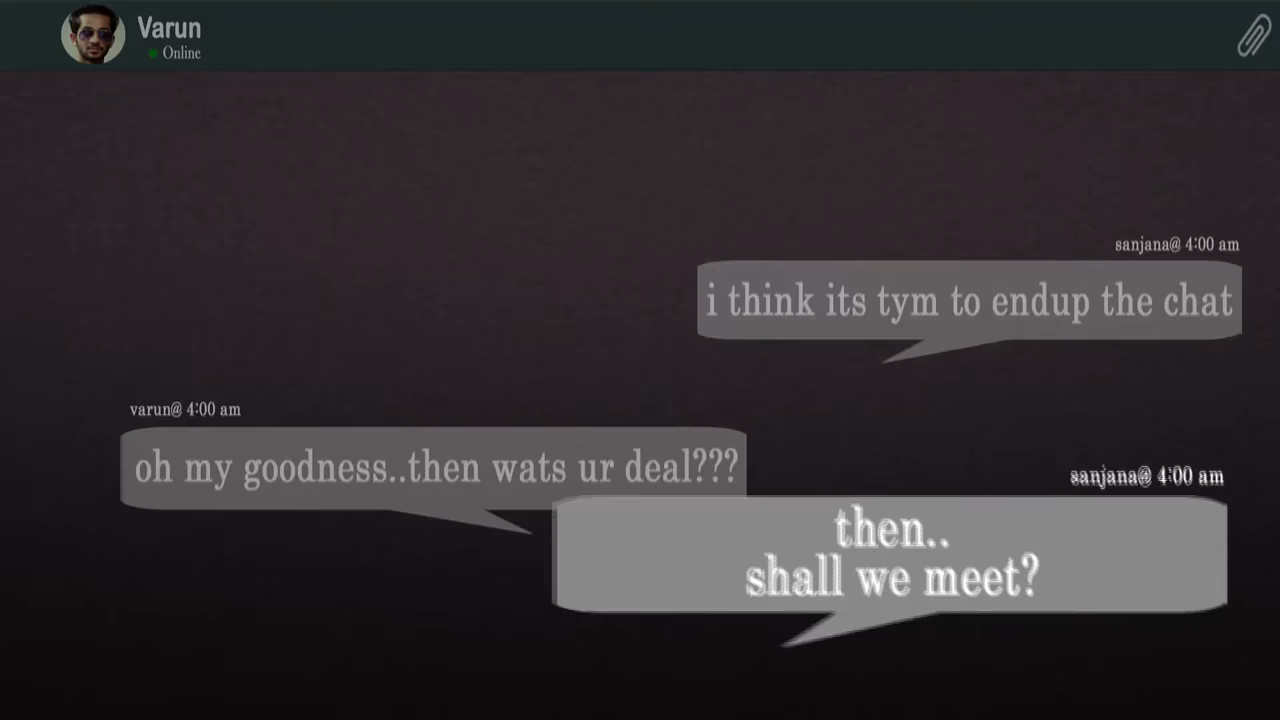 Varun
Online
sanjana@ 4:00 am
i think its tym to endup the chat
varun@ 4:00 am
oh my goodness..then wats ur deal???
sanjana@ 4:00 am
then..
shall we meet?